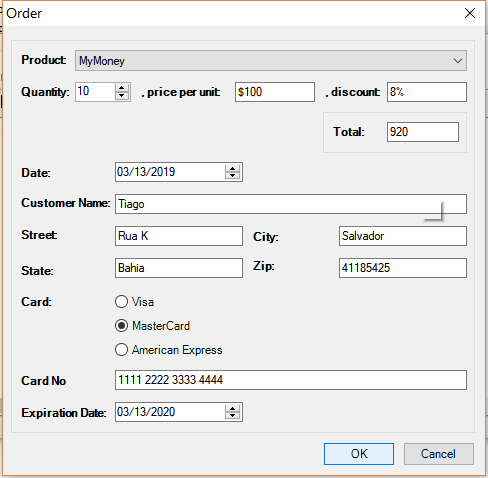 Order
Product: MyMoney
Quantity: 10 , price per unit: $100 , discount: 8%
Total: 920
Date: 03/13/2019
Customer Name: Tiago
Street: Rua K City: Salvador
State: Bahia Zip: 41185425
Card: Visa
MasterCard
American Express
Card No 1111 2222 3333 4444
Expiration Date: 03/13/2020
OK Cancel